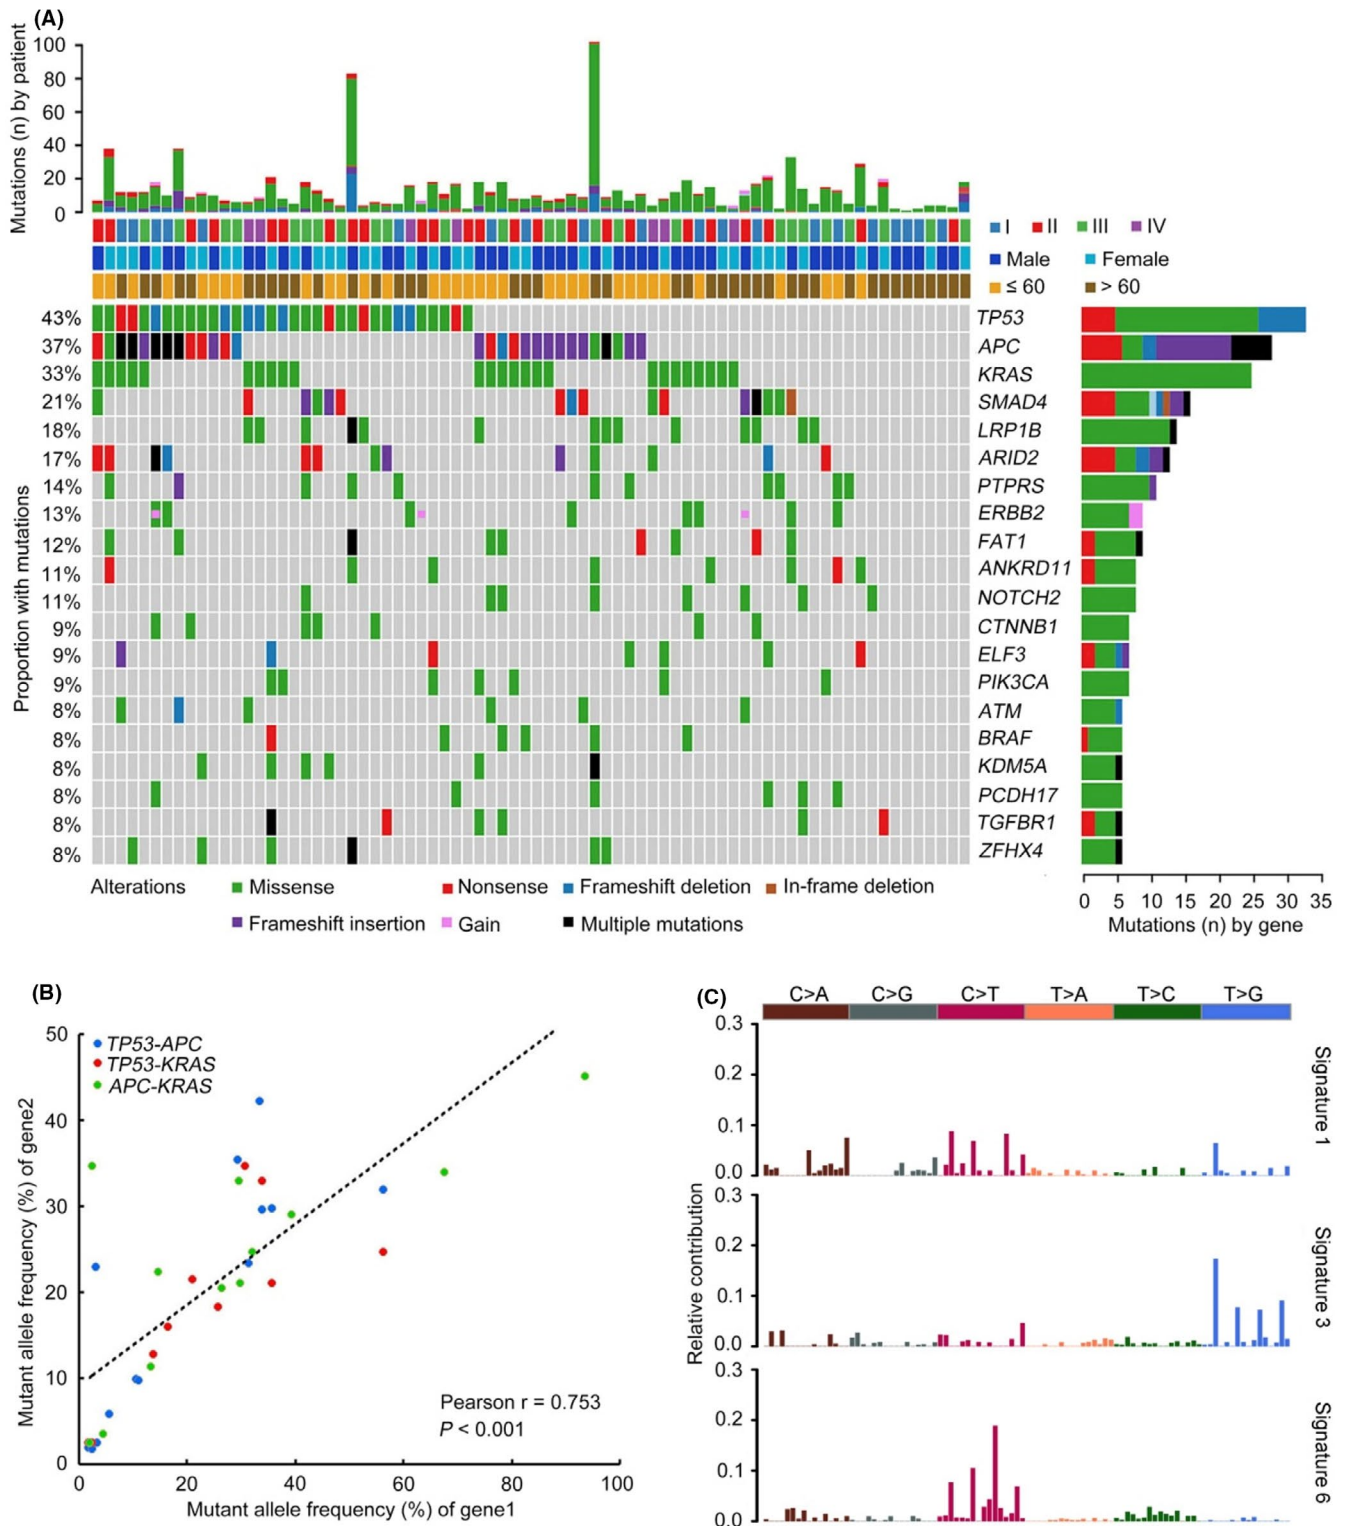 (A)
Mutations (n) by patient
100
80
60
40
20
0
I II III IV
Male Female
≤ 60 > 60
Proportion with mutations
43% TP53
37% APC
33% KRAS
21% SMAD4
18% LRP1B
17% ARID2
14% PTPRS
13% ERBB2
12% FAT1
11% ANKRD11
11% NOTCH2
9% CTNNB1
9% ELF3
9% PIK3CA
8% ATM
8% BRAF
8% KDM5A
8% PCDH17
8% TGFBR1
8% ZFHX4
0 5 10 15 20 25 30 35
Mutations (n) by gene
Alterations Missense Nonsense Frameshift deletion In-frame deletion
Frameshift insertion Gain Multiple mutations
(B)
Mutant allele frequency (%) of gene2
50
40
30
20
10
0
TP53-APC
TP53-KRAS
APC-KRAS
Pearson r = 0.753
P < 0.001
0 20 40 60 80 100
Mutant allele frequency (%) of gene1
(C)
C>A C>G C>T T>A T>C T>G
Relative contribution
0.3
0.2
0.1
0.0
Signature 1
0.3
0.2
0.1
0.0
Signature 3
0.3
0.2
0.1
0.0
Signature 6